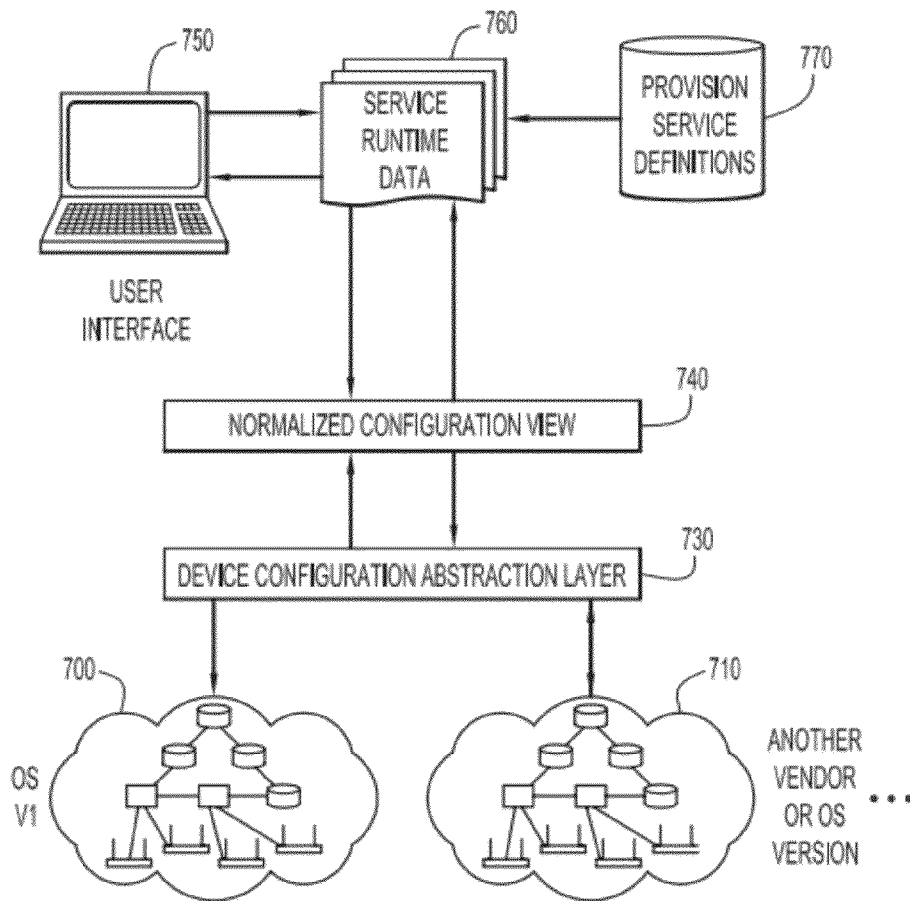 750
760
770
SERVICE
RUNTIME
DATA
PROVISION
SERVICE
DEFINITIONS
USER
INTERFACE
740
NORMALIZED CONFIGURATION VIEW
730
DEVICE CONFIGURATION ABSTRACTION LAYER
700
710
OS
V1
ANOTHER
VENDOR
OR OS
VERSION
...